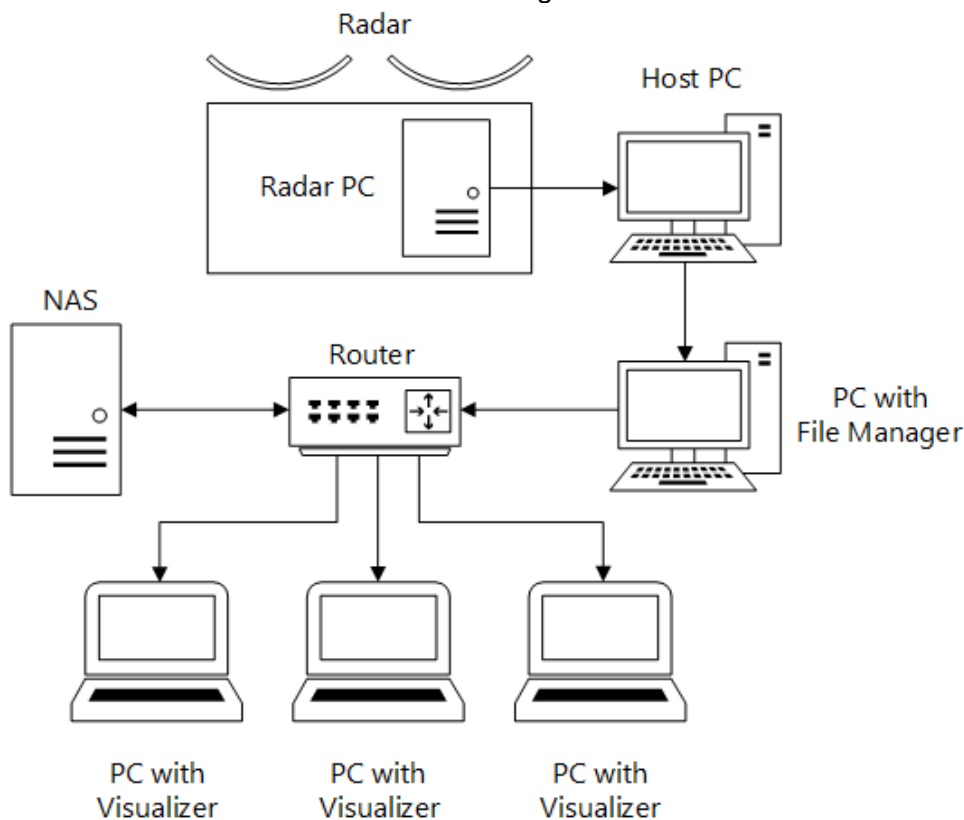 Radar
Host PC
Radar PC
NAS
Router
PC with
File Manager
PC with
Visualizer
PC with
Visualizer
PC with
Visualizer